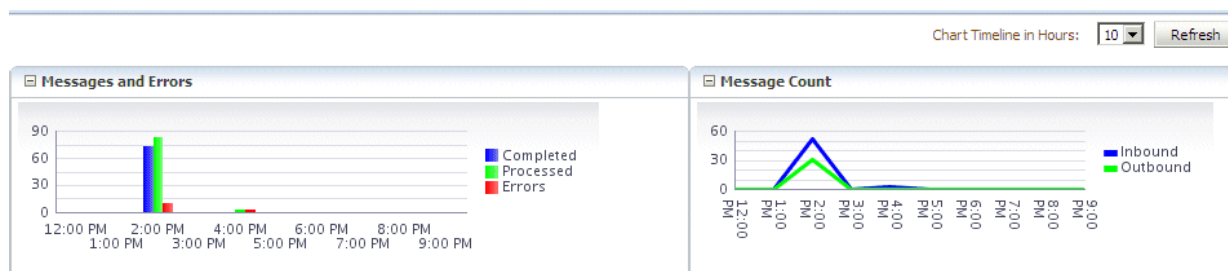 Chart Timeline in Hours: 10 Refresh
Messages and Errors
90
60
30
0
12:00 PM 2:00 PM 4:00 PM 6:00 PM 8:00 PM
1:00 PM 3:00 PM 5:00 PM 7:00 PM 9:00 PM
Completed
Processed
Errors
Message Count
60
30
0
12:00 PM
1:00 PM
2:00 PM
3:00 PM
4:00 PM
5:00 PM
6:00 PM
7:00 PM
8:00 PM
9:00 PM
Inbound
Outbound